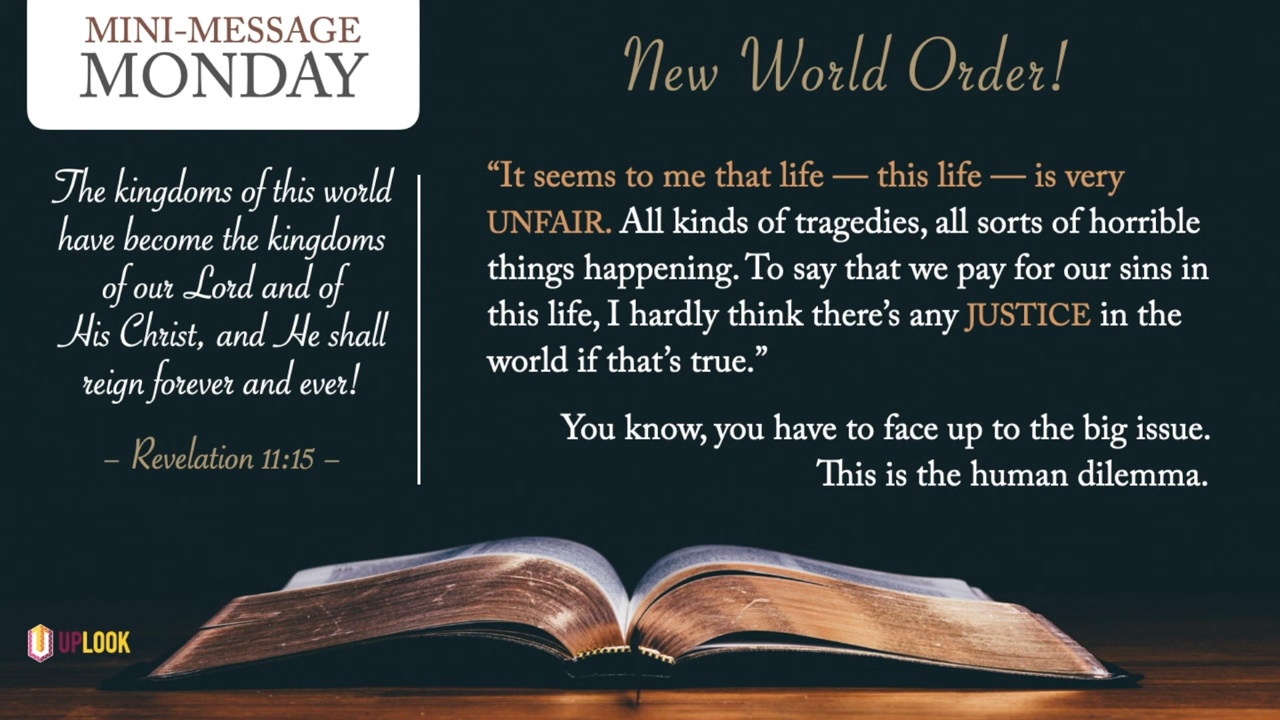 MINI-MESSAGE
MONDAY
New World Order!
The kingdoms of this world
have become the kingdoms
of our Lord and of
His Christ, and He shall
reign forever and ever!
– Revelation 11:15 –
“It seems to me that life — this life — is very
UNFAIR. All kinds of tragedies, all sorts of horrible
things happening. To say that we pay for our sins in
this life, I hardly think there’s any JUSTICE in the
world if that’s true.”
You know, you have to face up to the big issue.
This is the human dilemma.
UPLOOK